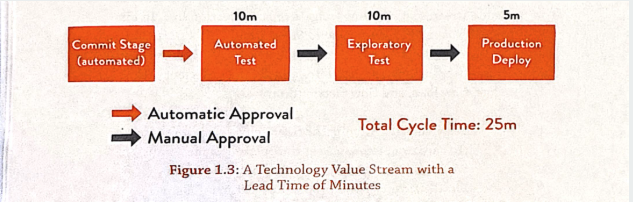 10m
10m
5m
Commit Stage
(automated)
Automated
Test
Exploratory
Test
Production
Deploy
Automatic Approval
Manual Approval
Total Cycle Time: 25m
Figure 1.3: A Technology Value Stream with a
Lead Time of Minutes